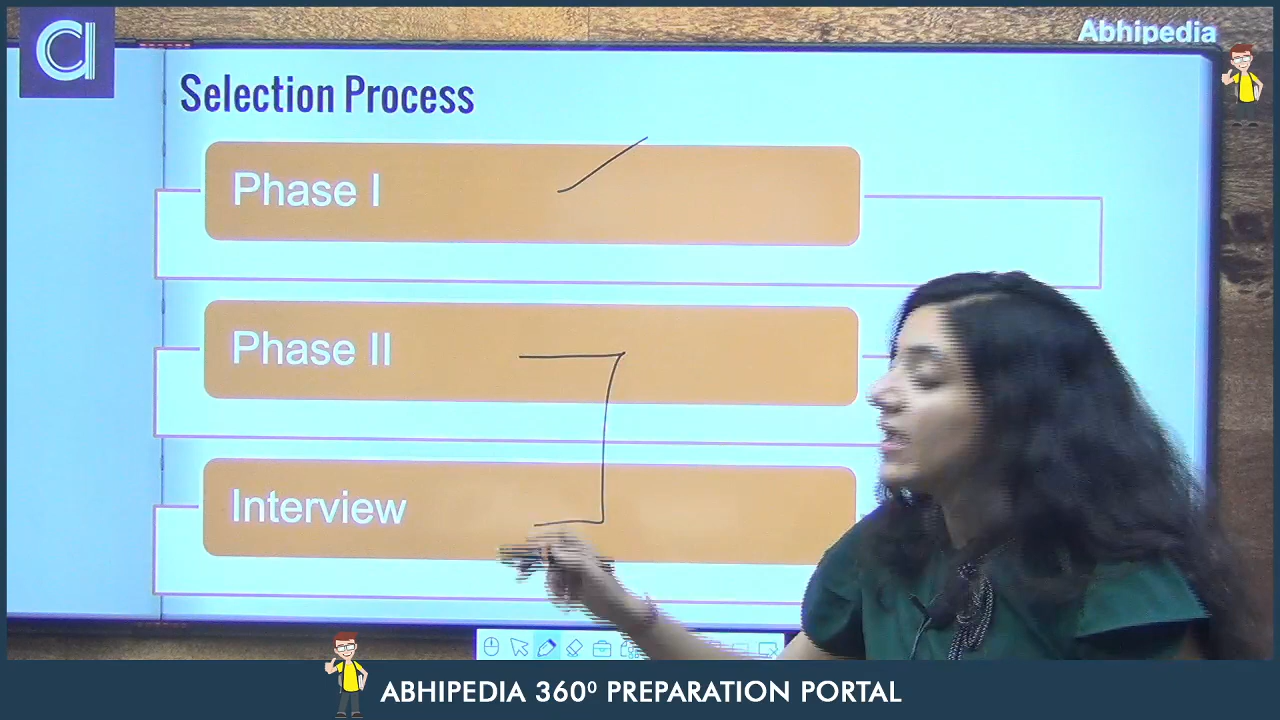 Abhipedia
a
Selection Process
Phase I
Phase II
Interview
ABHIPEDIA 360⁰ PREPARATION PORTAL